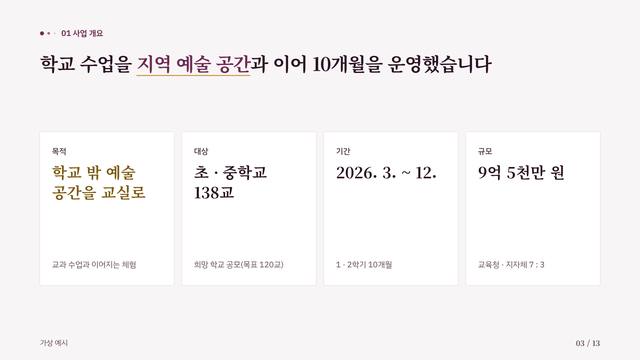 01 사업 개요
학교 수업을 지역 예술 공간과 이어 10개월을 운영했습니다
목적
학교 밖 예술
공간을 교실로
교과 수업과 이어지는 체험
대상
초 · 중학교
138교
희망 학교 공모(목표 120교)
기간
2026. 3. ~ 12.
1 · 2학기 10개월
규모
9억 5천만 원
교육청 · 지자체 7 : 3
가상 예시
03 / 13